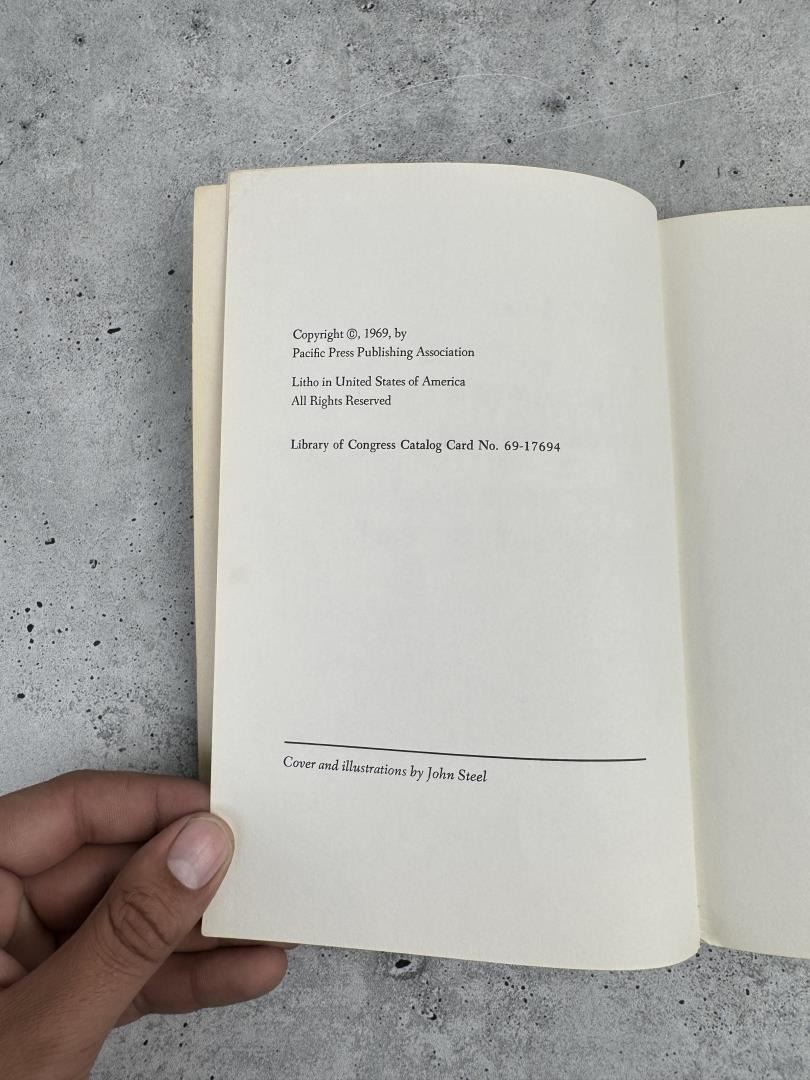 Copyright ©, 1969, by
Pacific Press Publishing Association
Litho in United States of America
All Rights Reserved
Library of Congress Catalog Card No. 69-17694
Cover and illustrations by John Steel